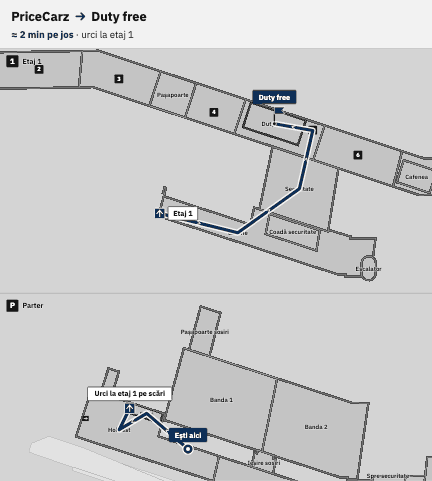 PriceCarz → Duty free
≈ 2 min pe jos · urci la etaj 1
1 Etaj 1
2
3
Pașapoarte
4
Duty free
6
Cafenea
Etaj 1
Coadă securitate
Escalator
P Parter
Pașapoarte sosiri
Urci la etaj 1 pe scări
Banda 1
Banda 2
Ești aici
Spre securitate